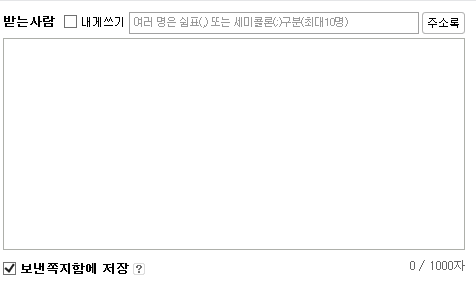 받는사람 내게쓰기 여러 명은 쉼표(,) 또는 세미콜론(;)구분(최대10명) 주소록
보낸쪽지함에 저장 ? 0 / 1000자